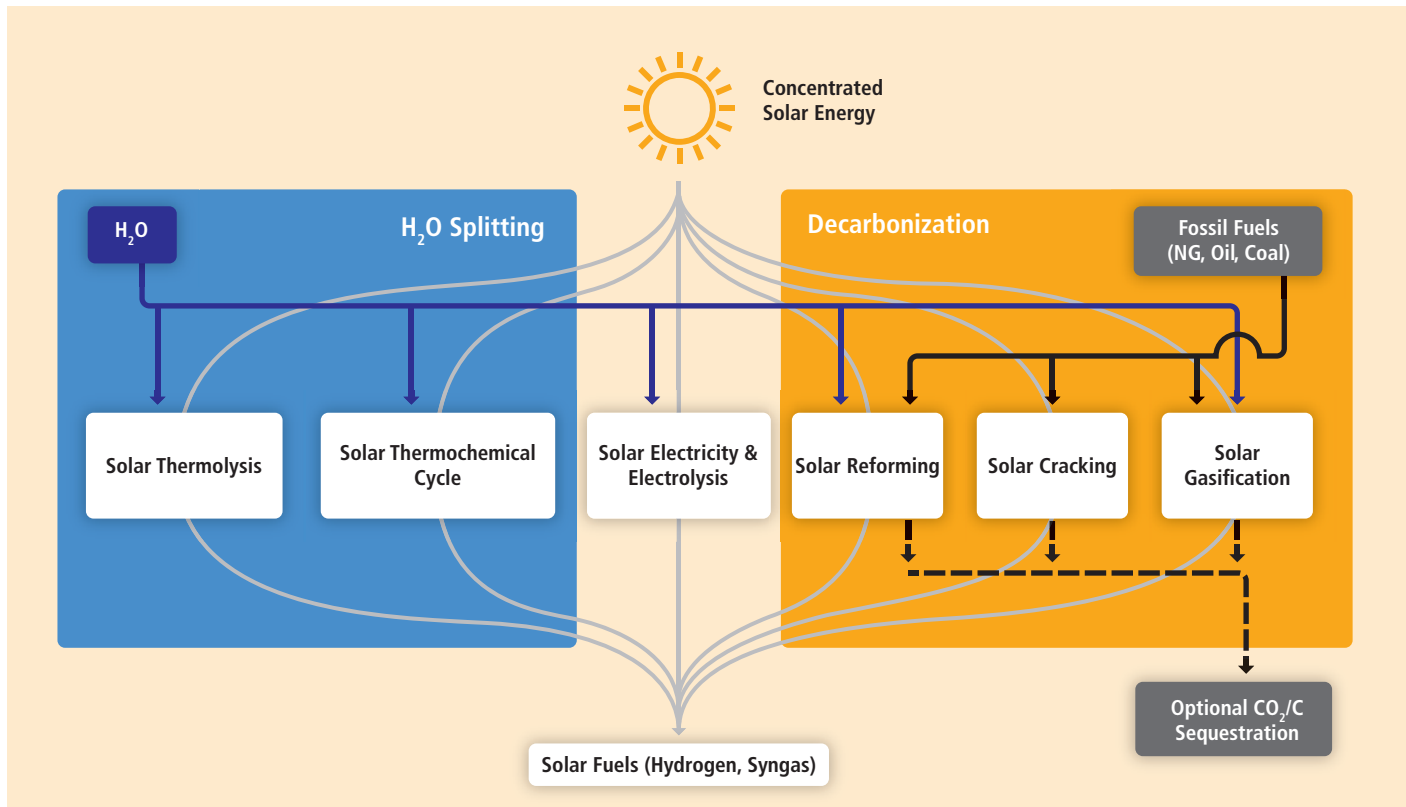 Concentrated
Solar Energy
H₂O
H₂O Splitting
Decarbonization
Fossil Fuels
(NG, Oil, Coal)
Solar Thermolysis
Solar Thermochemical
Cycle
Solar Electricity &
Electrolysis
Solar Reforming
Solar Cracking
Solar
Gasification
Optional CO₂/C
Sequestration
Solar Fuels (Hydrogen, Syngas)